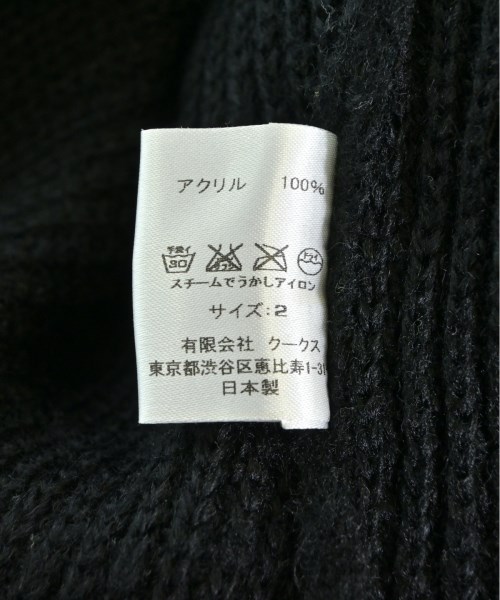 アクリル 100%
手洗イ 30 ドライ
スチームでうかしアイロン
サイズ:2
有限会社 クークス
東京都渋谷区恵比寿1-31
日本製